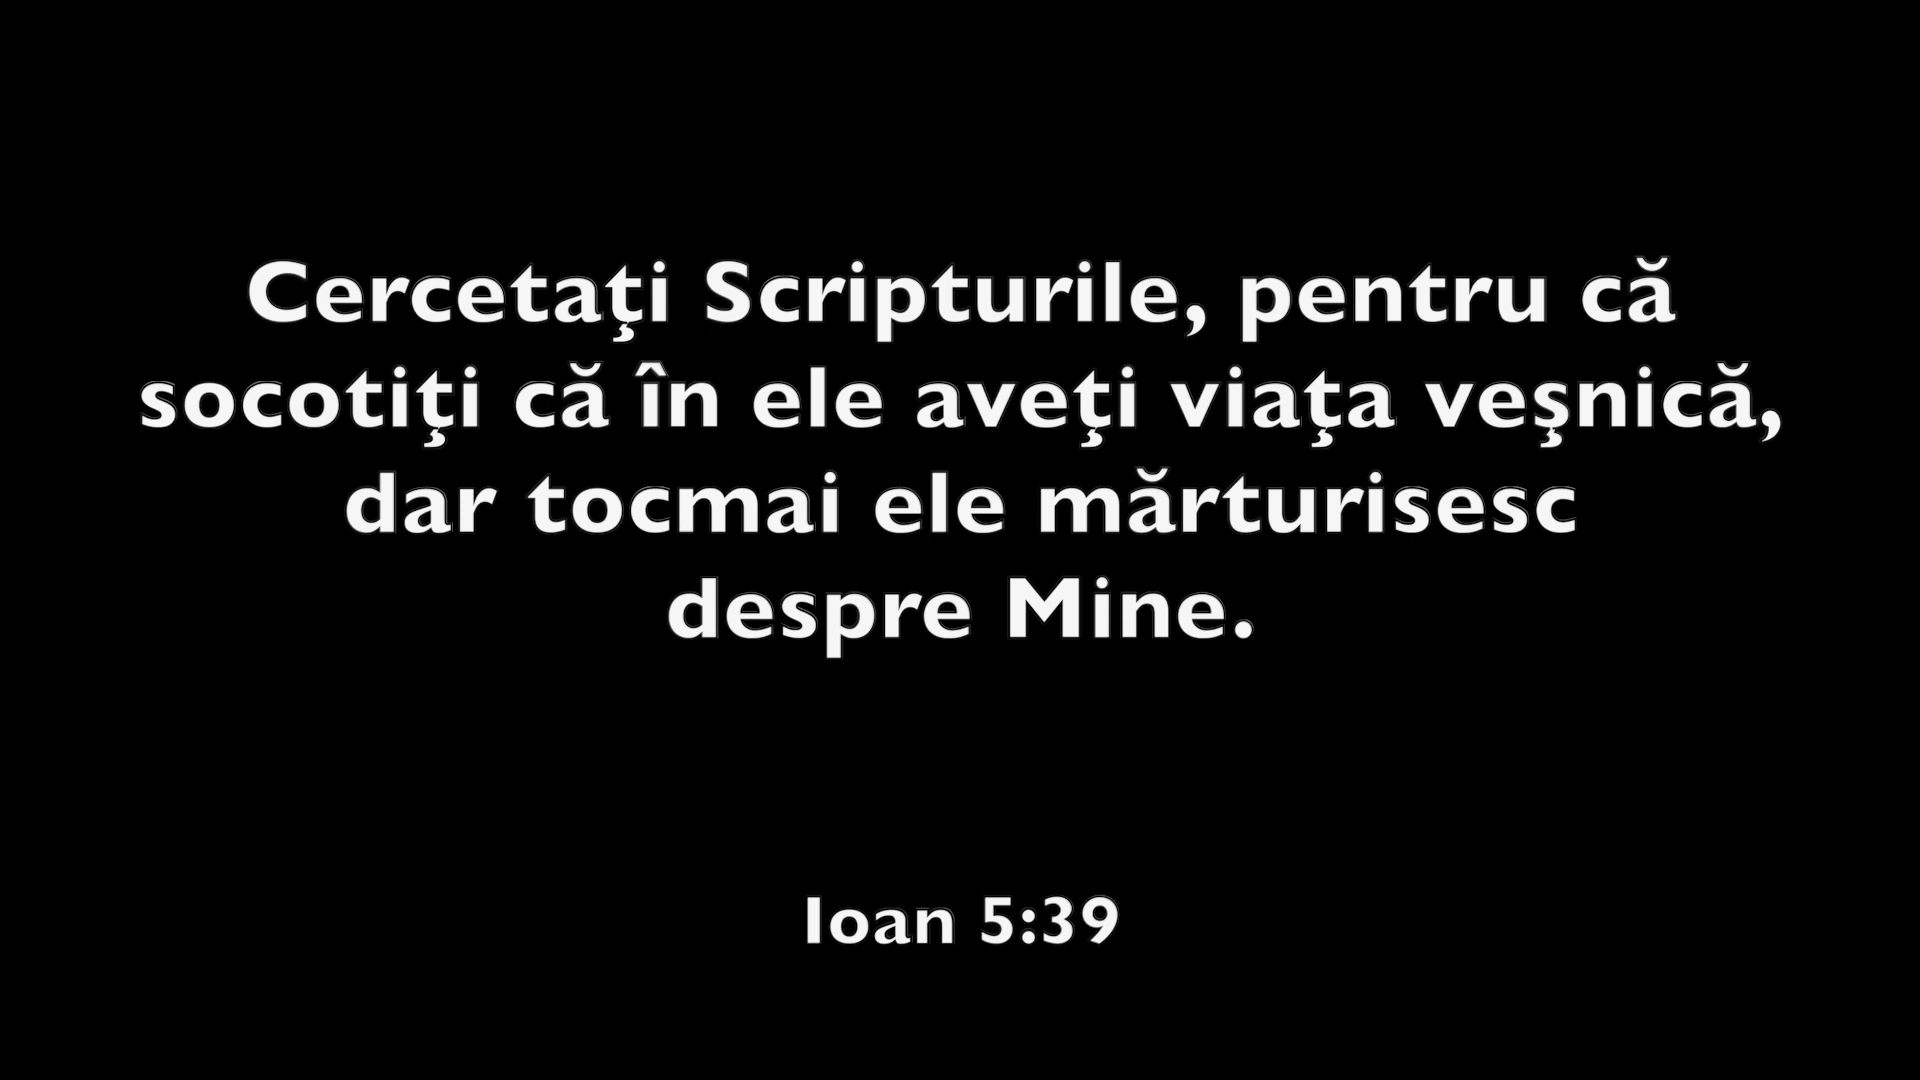 Cercetaţi Scripturile, pentru că
socotiţi că în ele aveţi viaţa veşnică,
dar tocmai ele mărturisesc
despre Mine.
Ioan 5:39